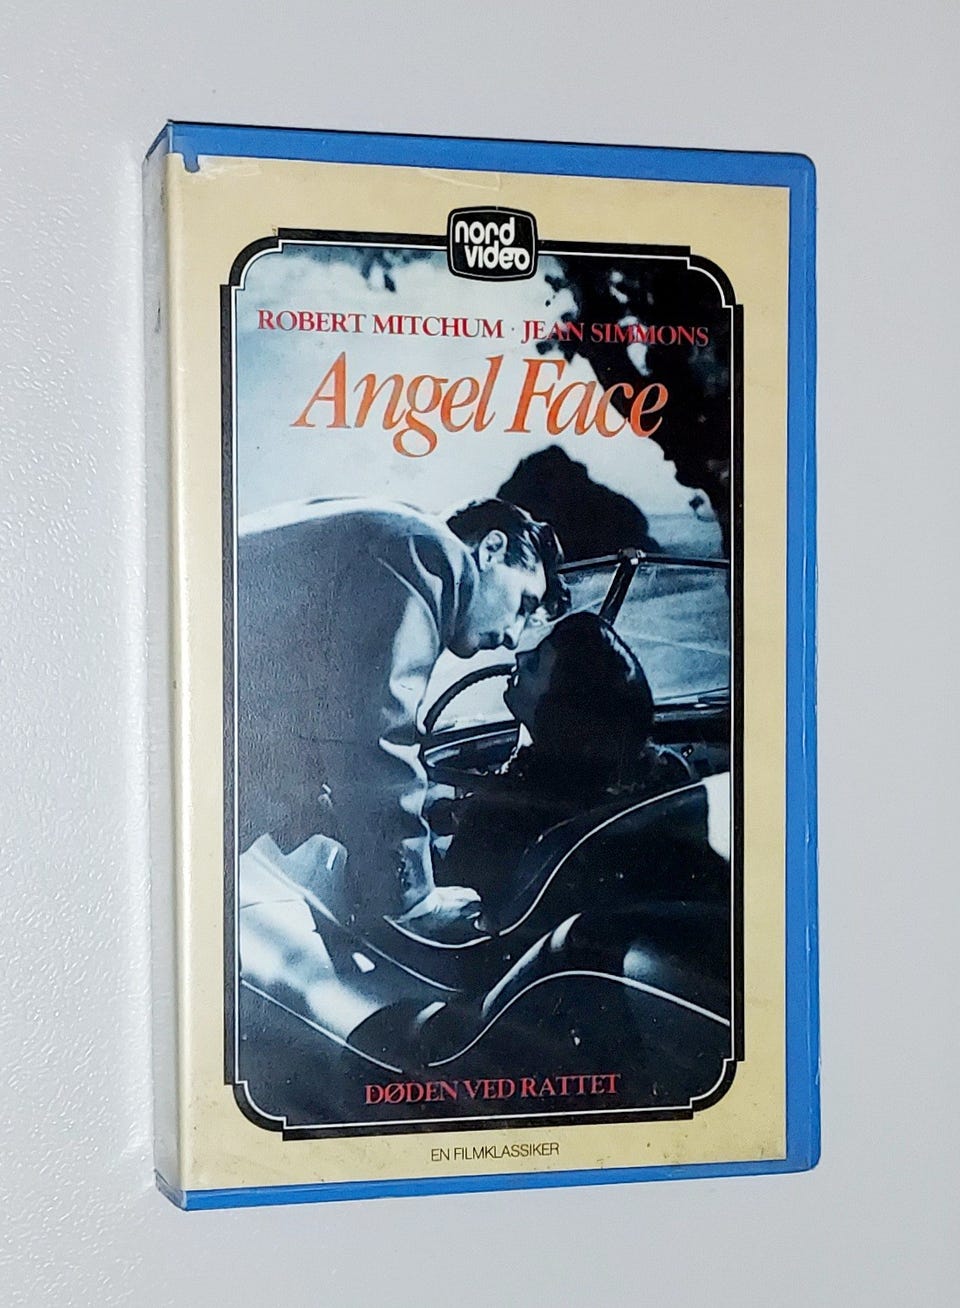 nord
video
ROBERT MITCHUM · JEAN SIMMONS
Angel Face
DØDEN VED RATTET
EN FILMKLASSIKER